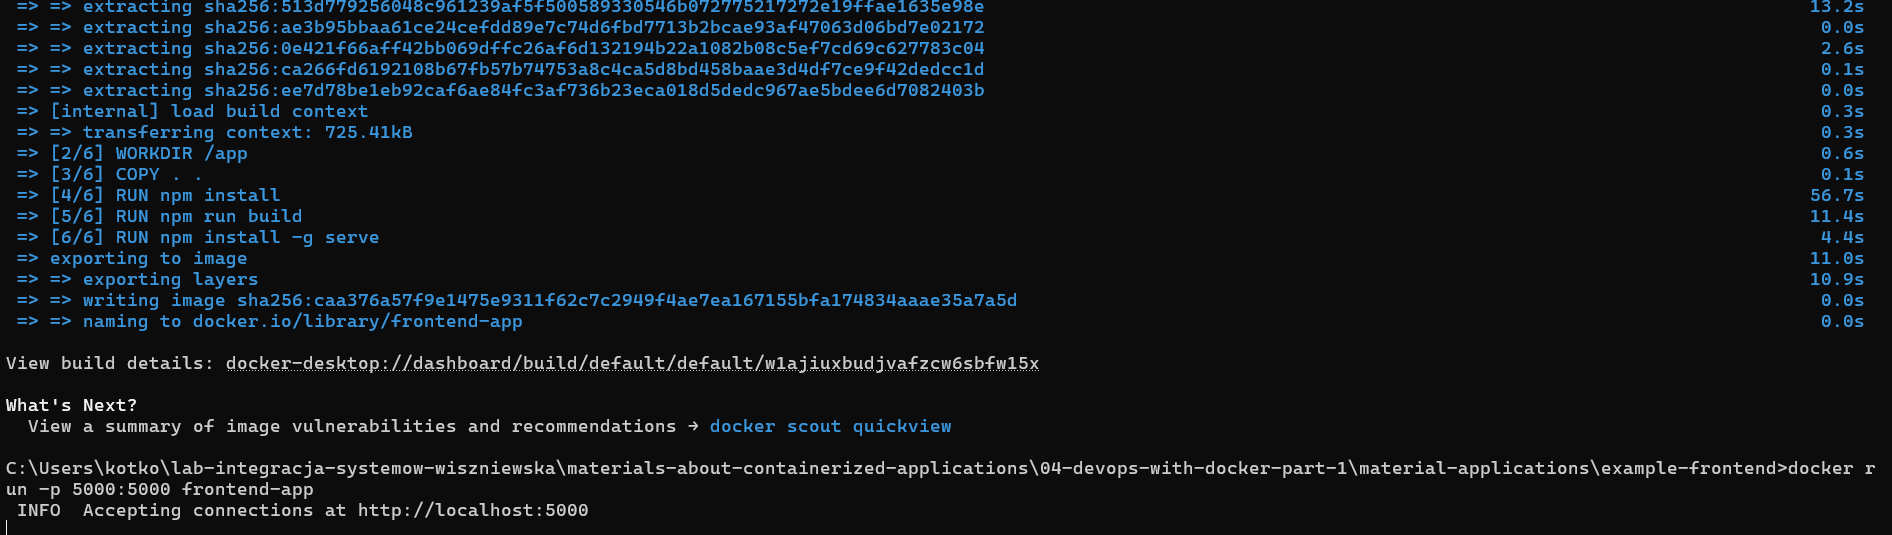 => => extracting sha256:513d779256048c961239af5f500589330546b072775217272e19ffae1635e98e 13.2s
=> => extracting sha256:ae3b95bbaa61ce24cefdd89e7c74d6fbd7713b2bcae93af47063d06bd7e02172 0.0s
=> => extracting sha256:0e421f66aff42bb069dffc26af6d132194b22a1082b08c5ef7cd69c627783c04 2.6s
=> => extracting sha256:ca266fd6192108b67fb57b74753a8c4ca5d8bd458baae3d4df7ce9f42dedcc1d 0.1s
=> => extracting sha256:ee7d78be1eb92caf6ae84fc3af736b23eca018d5dedc967ae5bdee6d7082403b 0.0s
=> [internal] load build context 0.3s
=> => transferring context: 725.41kB 0.3s
=> [2/6] WORKDIR /app 0.6s
=> [3/6] COPY . . 0.1s
=> [4/6] RUN npm install 56.7s
=> [5/6] RUN npm run build 11.4s
=> [6/6] RUN npm install -g serve 4.4s
=> exporting to image 11.0s
=> => exporting layers 10.9s
=> => writing image sha256:caa376a57f9e1475e9311f62c7c2949f4ae7ea167155bfa174834aaae35a7a5d 0.0s
=> => naming to docker.io/library/frontend-app 0.0s
View build details: docker-desktop://dashboard/build/default/default/w1ajiuxbudjvafzcw6sbfw15x
What's Next?
View a summary of image vulnerabilities and recommendations → docker scout quickview
C:\Users\kotko\lab-integracja-systemow-wiszniewska\materials-about-containerized-applications\04-devops-with-docker-part-1\material-applications\example-frontend>docker r
un -p 5000:5000 frontend-app
INFO  Accepting connections at http://localhost:5000